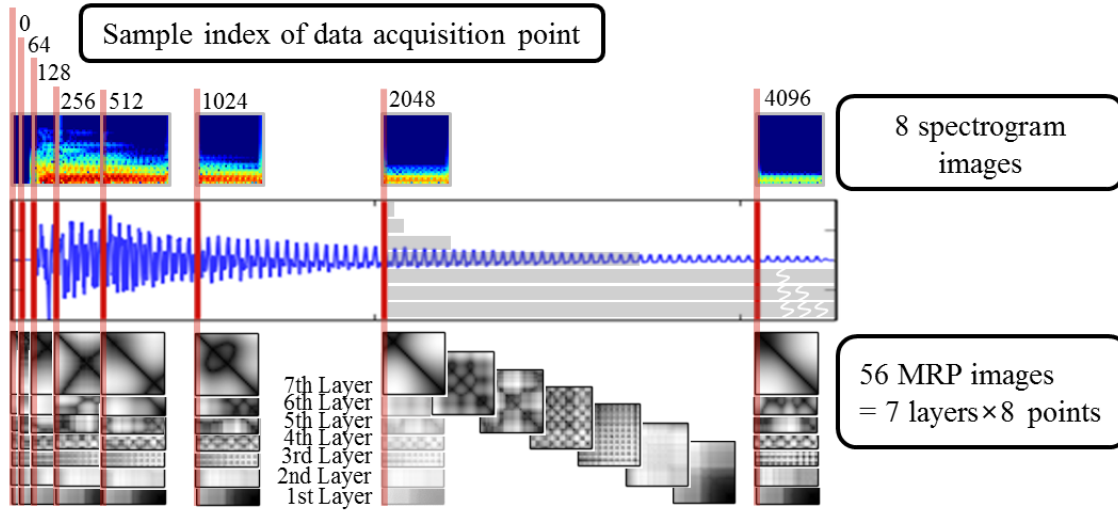 Sample index of data acquisition point
0
64
128
256
512
1024
2048
4096
8 spectrogram
images
7th Layer
6th Layer
5th Layer
4th Layer
3rd Layer
2nd Layer
1st Layer
56 MRP images
= 7 layers×8 points